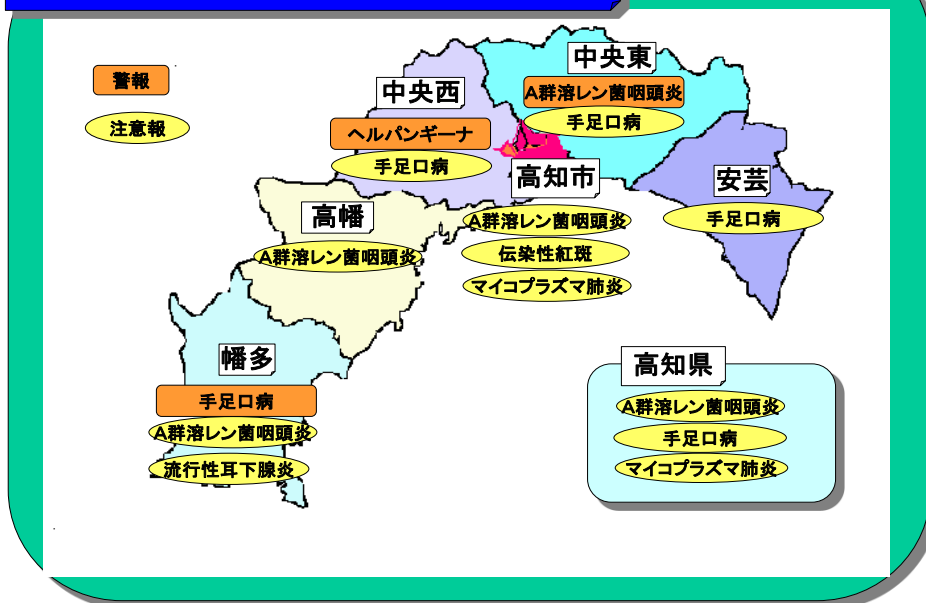 警報
注意報
中央西
ヘルパンギーナ
手足口病
中央東
A群溶レン菌咽頭炎
手足口病
高知市
A群溶レン菌咽頭炎
伝染性紅斑
マイコプラズマ肺炎
安芸
手足口病
高幡
A群溶レン菌咽頭炎
幡多
手足口病
A群溶レン菌咽頭炎
流行性耳下腺炎
高知県
A群溶レン菌咽頭炎
手足口病
マイコプラズマ肺炎